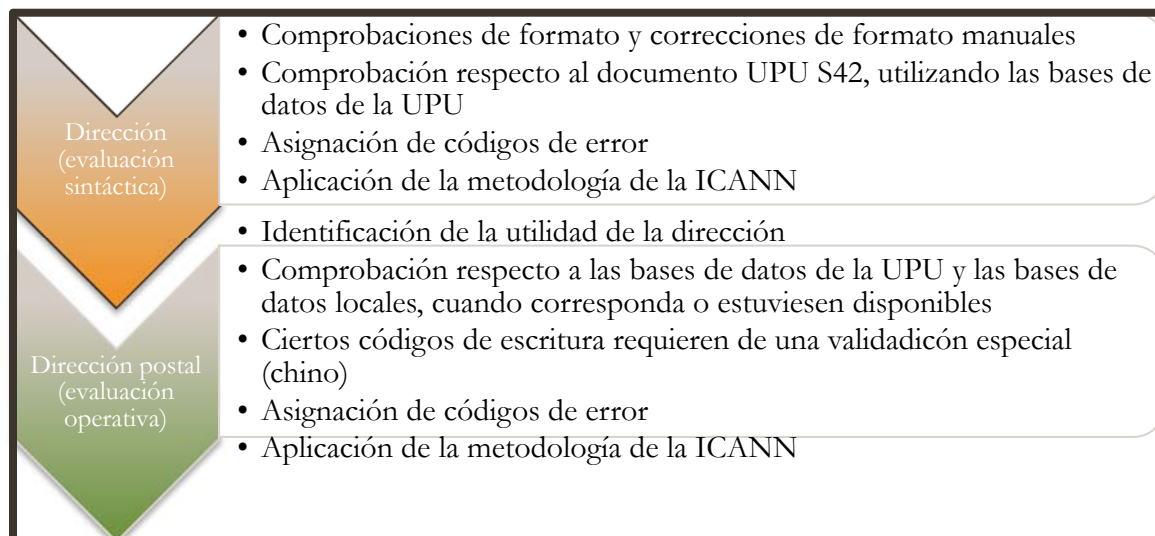 Dirección
(evaluación
sintáctica)
• Comprobaciones de formato y correcciones de formato manuales
• Comprobación respecto al documento UPU S42, utilizando las bases de
datos de la UPU
• Asignación de códigos de error
• Aplicación de la metodología de la ICANN
Dirección postal
(evaluación
operativa)
• Identificación de la utilidad de la dirección
• Comprobación respecto a las bases de datos de la UPU y las bases de
datos locales, cuando corresponda o estuviesen disponibles
• Ciertos códigos de escritura requieren de una validadicón especial
(chino)
• Asignación de códigos de error
• Aplicación de la metodología de la ICANN